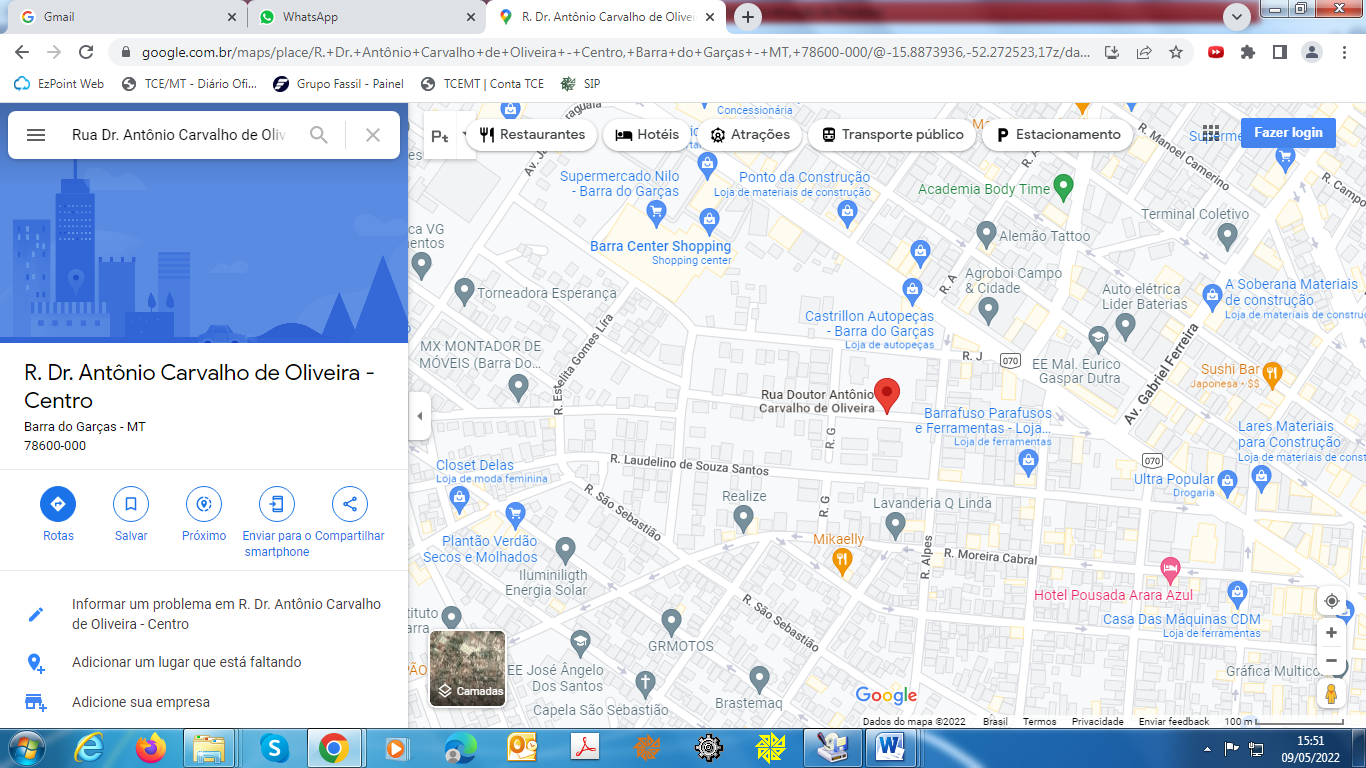 Gmail
WhatsApp
R. Dr. Antônio Carvalho de Olivei
google.com.br/maps/place/R.+Dr.+Antônio+Carvalho+de+Oliveira+-+Centro,+Barra+do+Garças+-+MT,+78600-000/@-15.8873936,-52.272523,17z/da...
EzPoint Web
TCE/MT - Diário Ofi...
Grupo Fassil - Painel
TCEMT | Conta TCE
SIP
Rua Dr. Antônio Carvalho de Oliv
R. Dr. Antônio Carvalho de Oliveira -
Centro
Barra do Garças - MT
78600-000
Rotas
Salvar
Próximo
Enviar para o
smartphone
Compartilhar
Informar um problema em R. Dr. Antônio Carvalho
de Oliveira - Centro
Adicionar um lugar que está faltando
Adicione sua empresa
Restaurantes
Hotéis
Atrações
Transporte público
Estacionamento
Fazer login
Concessionária
Supermercado Nilo
- Barra do Garças
Ponto da Construção
Loja de materiais de construção
Academia Body Time
R. Manoel Camerino
R. Campo
Terminal Coletivo
Alemão Tattoo
Barra Center Shopping
Shopping center
Torneadora Esperança
Agroboi Campo
& Cidade
R. A
Auto elétrica
Lider Baterias
A Soberana Materiais
de construção
Loja de materiais de const
Castrillon Autopeças
- Barra do Garças
Loja de autopeças
MX MONTADOR DE
MÓVEIS (Barra Do...
R. Estelita Gomes Lira
R. J
070
EE Mal. Eurico
Gaspar Dutra
Av. Gabriel Ferreira
Sushi Bar
Japonesa • $$
Rua Doutor Antônio
Carvalho de Oliveira
R. G
Barrafuso Parafusos
e Ferramentas - Loja...
Loja de ferramentas
Lares Materiais
para Construção
Loja de materiais de const
070
Closet Delas
Loja de moda feminina
R. Laudelino de Souza Santos
R. São Sebastião
Realize
R. G
Lavanderia Q Linda
Ultra Popular
Drogaria
Plantão Verdão
Secos e Molhados
Mikaelly
R. Alpes
R. Moreira Cabral
Iluminiligth
Energia Solar
Hotel Pousada Arara Azul
R. São Sebastião
Casa Das Máquinas CDM
Loja de ferramentas
GRMOTOS
EE José Ângelo
Dos Santos
Capela São Sebastião
Brastemaq
Gráfica Multico
Camadas
Google
Dados do mapa ©2022
Brasil
Termos
Privacidade
Enviar feedback
100 m
15:51
09/05/2022